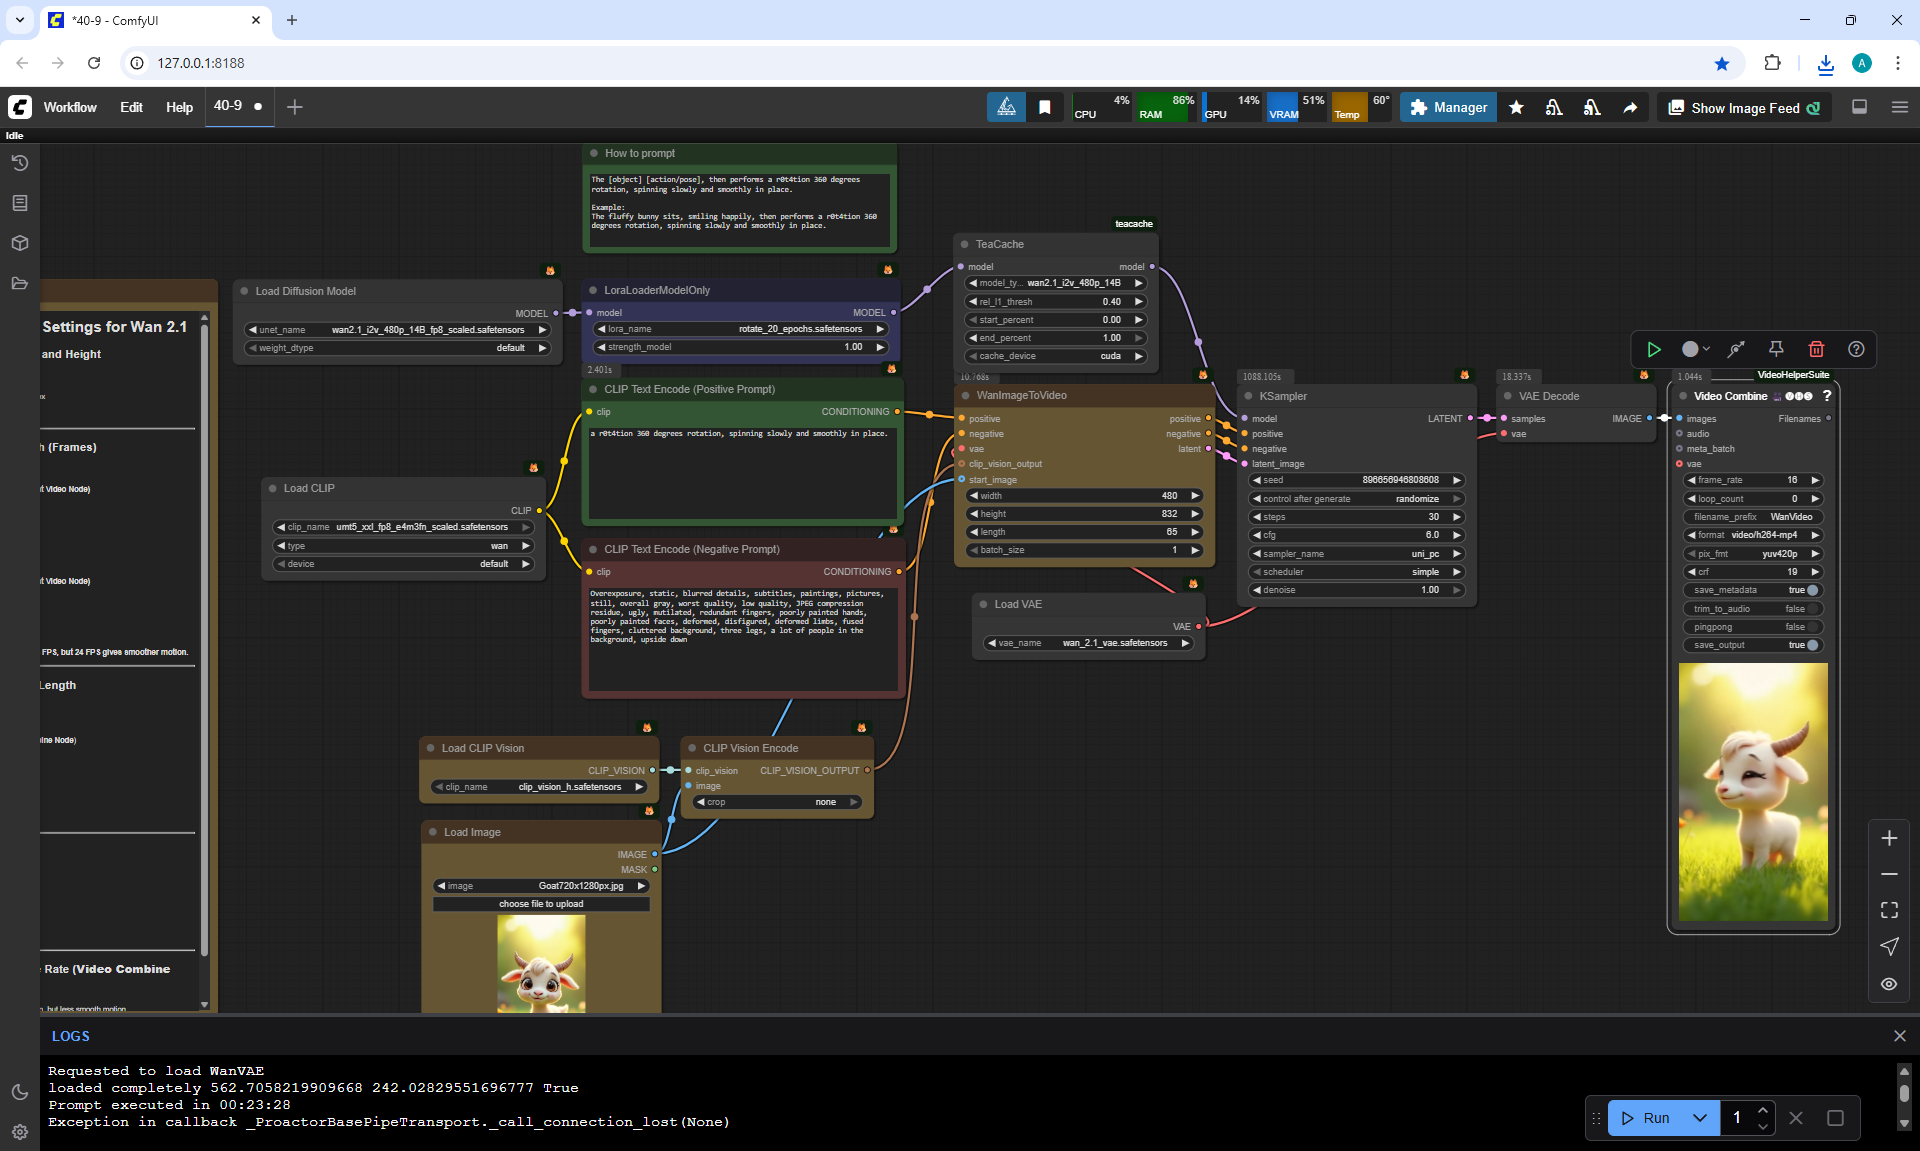 *40-9 - ComfyUI
127.0.0.1:8188
A
Workflow
Edit
Help
40-9
CPU 4%
RAM 86%
GPU 14%
VRAM 51%
Temp 60°
Manager
Show Image Feed
Idle
How to prompt
The [object] [action/pose], then performs a r0t4tion 360 degrees
rotation, spinning slowly and smoothly in place.
Example:
The fluffy bunny sits, smiling happily, then performs a r0t4tion 360
degrees rotation, spinning slowly and smoothly in place.
Settings for Wan 2.1
and Height
h (Frames)
t Video Node)
t Video Node)
FPS, but 24 FPS gives smoother motion.
Length
ine Node)
Rate (Video Combine
, but less smooth motion
Load Diffusion Model
MODEL
unet_name wan2.1_i2v_480p_14B_fp8_scaled.safetensors
weight_dtype default
LoraLoaderModelOnly
model MODEL
lora_name rotate_20_epochs.safetensors
strength_model 1.00
teacache
TeaCache
model model
model_ty... wan2.1_i2v_480p_14B
rel_l1_thresh 0.40
start_percent 0.00
end_percent 1.00
cache_device cuda
2.401s
CLIP Text Encode (Positive Prompt)
clip CONDITIONING
a r0t4tion 360 degrees rotation, spinning slowly and smoothly in place.
Load CLIP
CLIP
clip_name umt5_xxl_fp8_e4m3fn_scaled.safetensors
type wan
device default
CLIP Text Encode (Negative Prompt)
clip CONDITIONING
Overexposure, static, blurred details, subtitles, paintings, pictures,
still, overall gray, worst quality, low quality, JPEG compression
residue, ugly, mutilated, redundant fingers, poorly painted hands,
poorly painted faces, deformed, disfigured, deformed limbs, fused
fingers, cluttered background, three legs, a lot of people in the
background, upside down
10.768s
WanImageToVideo
positive positive
negative negative
vae latent
clip_vision_output
start_image
width 480
height 832
length 65
batch_size 1
Load VAE
VAE
vae_name wan_2.1_vae.safetensors
1088.105s
KSampler
model LATENT
positive
negative
latent_image
seed 896656946808608
control after generate randomize
steps 30
cfg 6.0
sampler_name uni_pc
scheduler simple
denoise 1.00
18.337s
VAE Decode
samples IMAGE
vae
1.044s
VideoHelperSuite
Video Combine VHS ?
images Filenames
audio
meta_batch
vae
frame_rate 16
loop_count 0
filename_prefix WanVideo
format video/h264-mp4
pix_fmt yuv420p
crf 19
save_metadata true
trim_to_audio false
pingpong false
save_output true
Load CLIP Vision
CLIP_VISION
clip_name clip_vision_h.safetensors
CLIP Vision Encode
clip_vision CLIP_VISION_OUTPUT
image
crop none
Load Image
IMAGE
MASK
image Goat720x1280px.jpg
choose file to upload
LOGS
Requested to load WanVAE
loaded completely 562.7058219909668 242.02829551696777 True
Prompt executed in 00:23:28
Exception in callback _ProactorBasePipeTransport._call_connection_lost(None)
Run
1